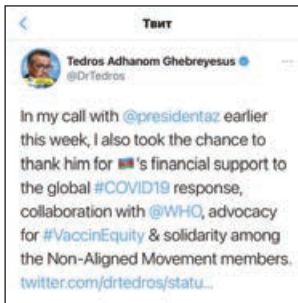 Твит
Tedros Adhanom Ghebreyesus
@DrTedros
In my call with @presidentaz earlier
this week, I also took the chance to
thank him for 🇦🇿's financial support to
the global #COVID19 response,
collaboration with @WHO, advocacy
for #VaccinEquity & solidarity among
the Non-Aligned Movement members.
twitter.com/drtedros/statu...